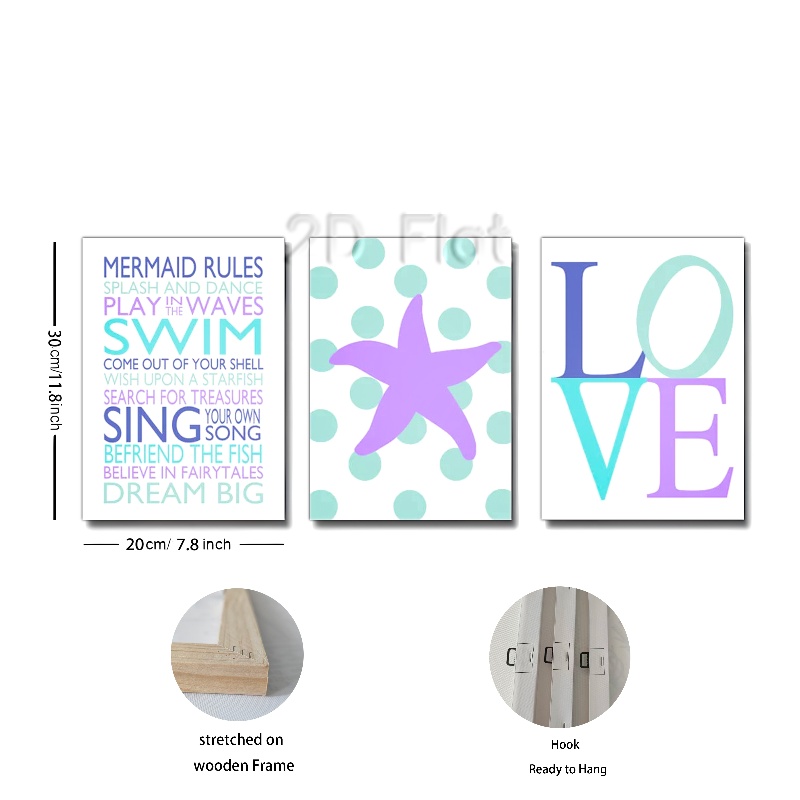 2D Flat
MERMAID RULES
SPLASH AND DANCE
PLAY IN THE WAVES
SWIM
COME OUT OF YOUR SHELL
WISH UPON A STARFISH
SEARCH FOR TREASURES
SING YOUR OWN SONG
BEFRIEND THE FISH
BELIEVE IN FAIRYTALES
DREAM BIG
LO
VE
30cm/11.8inch
20cm/ 7.8 inch
stretched on
wooden Frame
Hook
Ready to Hang